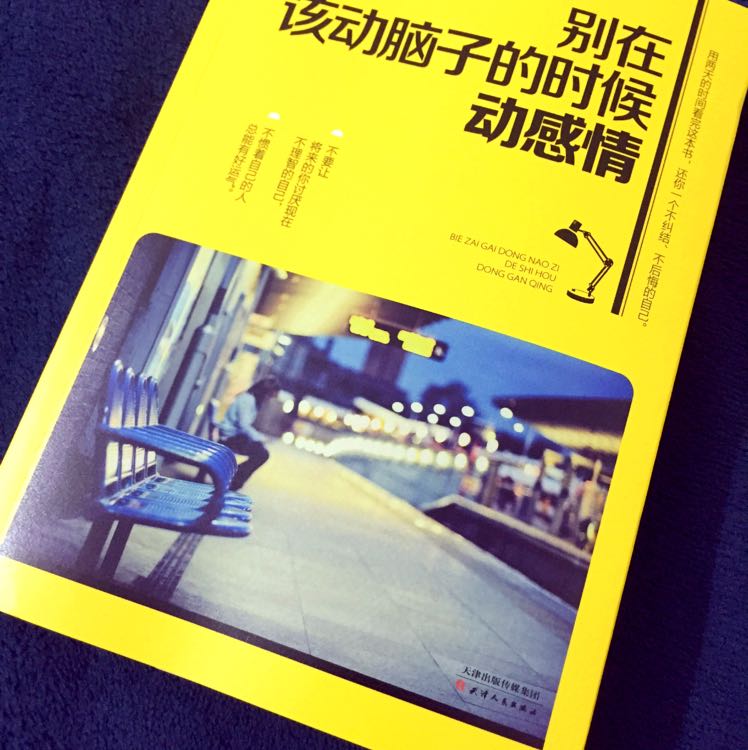 别在
该动脑子的时候
动感情
用两天的时间看完这本书，还你一个不纠结、不后悔的自己。
不要让
将来的你讨厌现在
不理智的自己，
不惯着自己的人
总能有好运气。
BIE ZAI GAI DONG NAO ZI
DE SHI HOU
DONG GAN QING
天津出版传媒集团
天津人民出版社